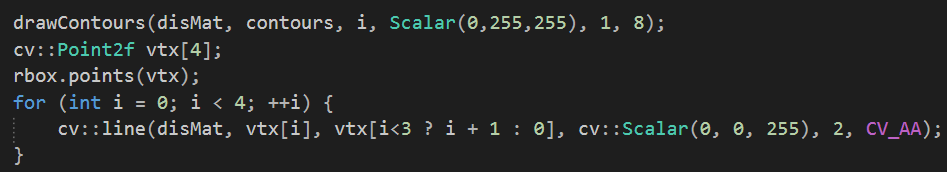 drawContours(disMat, contours, i, Scalar(0,255,255), 1, 8);
cv::Point2f vtx[4];
rbox.points(vtx);
for (int i = 0; i < 4; ++i) {
    cv::line(disMat, vtx[i], vtx[i<3 ? i + 1 : 0], cv::Scalar(0, 0, 255), 2, CV_AA);
}